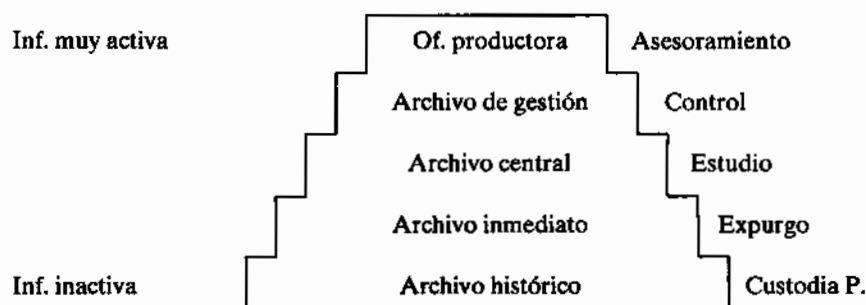 Inf. muy activa Of. productora Asesoramiento
Archivo de gestión Control
Archivo central Estudio
Archivo inmediato Expurgo
Inf. inactiva Archivo histórico Custodia P.